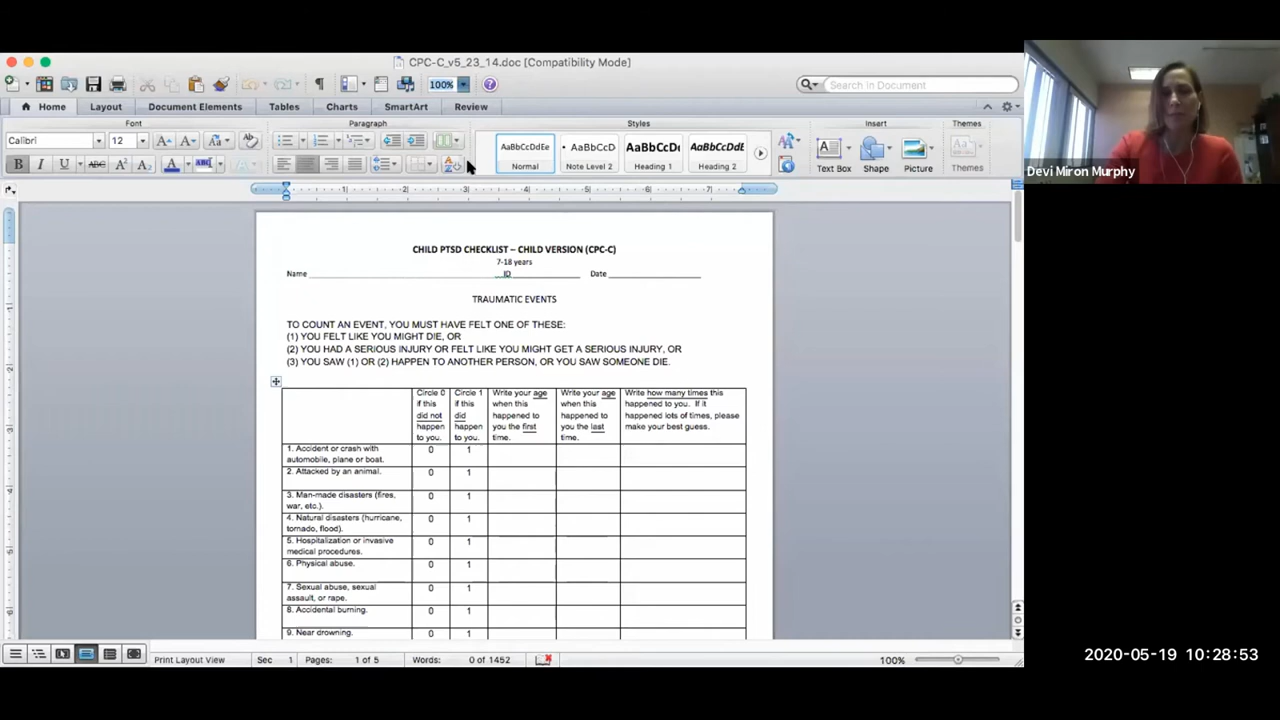 CPC-C_v5_23_14.doc [Compatibility Mode]
100%
Search in Document
Home Layout Document Elements Tables Charts SmartArt Review
Font Paragraph Styles Insert Themes
Calibri 12
AaBbCcDdEe AaBbCcD AaBbCcDc AaBbCcDdE
Normal Note Level 2 Heading 1 Heading 2
Text Box Shape Picture Themes
Devi Miron Murphy
CHILD PTSD CHECKLIST – CHILD VERSION (CPC-C)
7-18 years
Name ID Date
TRAUMATIC EVENTS
TO COUNT AN EVENT, YOU MUST HAVE FELT ONE OF THESE:
(1) YOU FELT LIKE YOU MIGHT DIE, OR
(2) YOU HAD A SERIOUS INJURY OR FELT LIKE YOU MIGHT GET A SERIOUS INJURY, OR
(3) YOU SAW (1) OR (2) HAPPEN TO ANOTHER PERSON, OR YOU SAW SOMEONE DIE.
Circle 0 if this did not happen to you.
Circle 1 if this did happen to you.
Write your age when this happened to you the first time.
Write your age when this happened to you the last time.
Write how many times this happened to you. If it happened lots of times, please make your best guess.
1. Accident or crash with automobile, plane or boat. 0 1
2. Attacked by an animal. 0 1
3. Man-made disasters (fires, war, etc.). 0 1
4. Natural disasters (hurricane, tornado, flood). 0 1
5. Hospitalization or invasive medical procedures. 0 1
6. Physical abuse. 0 1
7. Sexual abuse, sexual assault, or rape. 0 1
8. Accidental burning. 0 1
9. Near drowning. 0 1
Print Layout View Sec 1 Pages: 1 of 5 Words: 0 of 1452 100%
2020-05-19 10:28:53